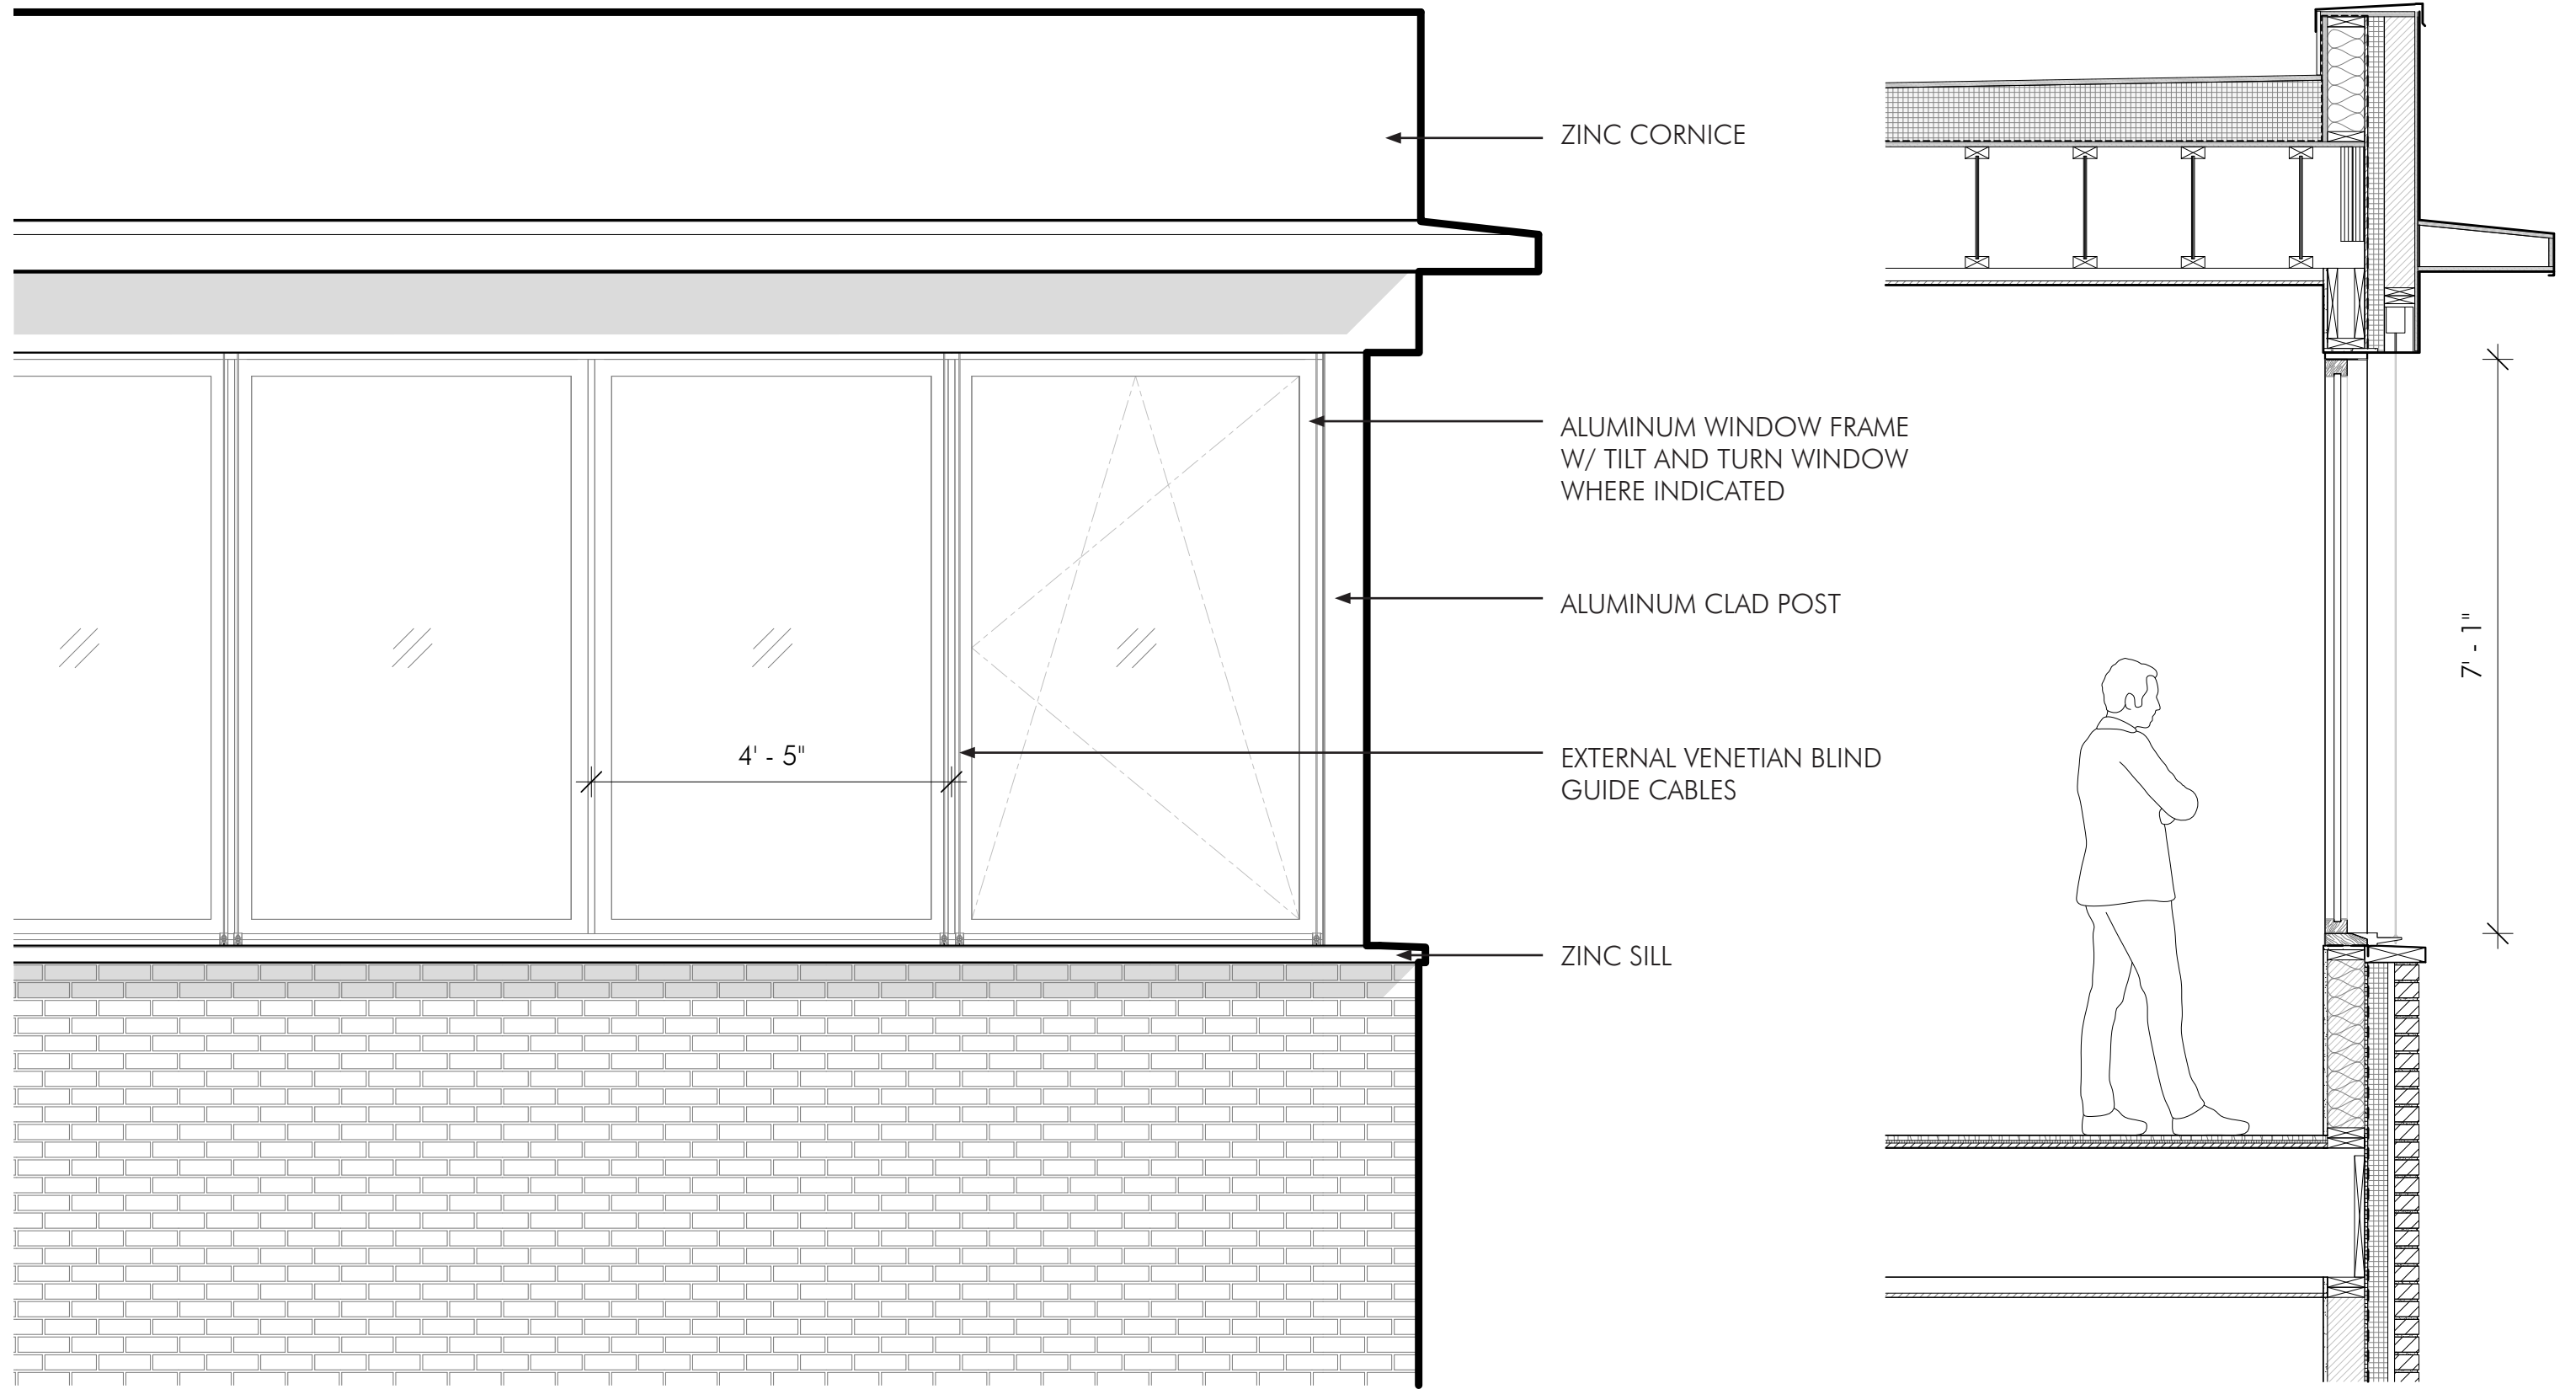 ZINC CORNICE
ALUMINUM WINDOW FRAME
W/ TILT AND TURN WINDOW
WHERE INDICATED
ALUMINUM CLAD POST
7' - 1"
4' - 5"
EXTERNAL VENETIAN BLIND
GUIDE CABLES
ZINC SILL